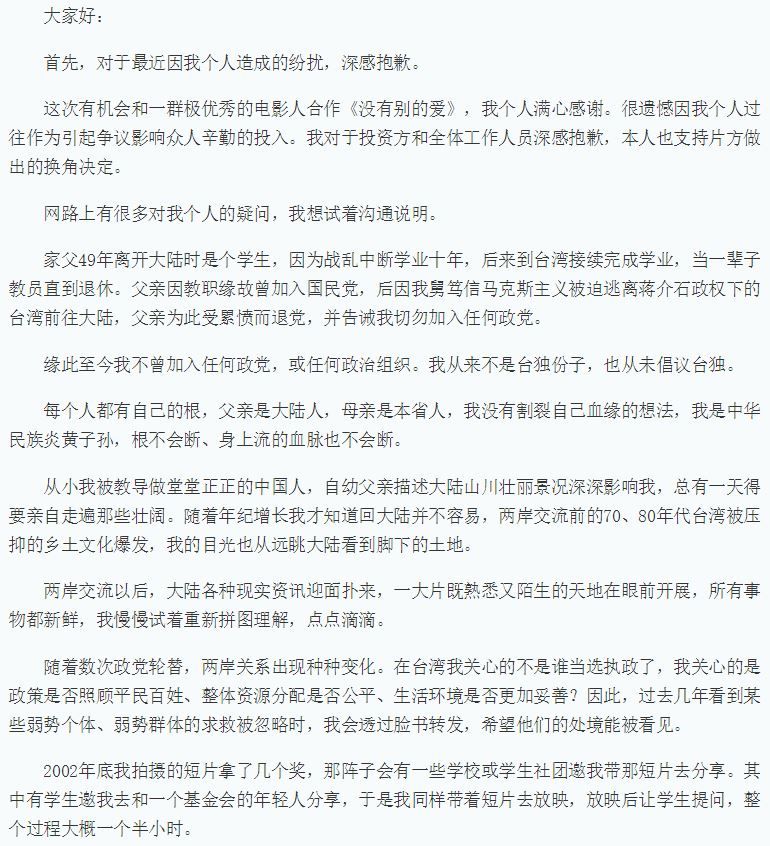 大家好：
首先，对于最近因我个人造成的纷扰，深感抱歉。
这次有机会和一群极优秀的电影人合作《没有别的爱》，我个人满心感谢。很遗憾因我个人过
往作为引起争议影响众人辛勤的投入。我对于投资方和全体工作人员深感抱歉，本人也支持片方做
出的换角决定。
网路上有很多对我个人的疑问，我想试着沟通说明。
家父49年离开大陆时是个学生，因为战乱中断学业十年，后来到台湾接续完成学业，当一辈子
教员直到退休。父亲因教职缘故曾加入国民党，后因我舅笃信马克斯主义被迫逃离蒋介石政权下的
台湾前往大陆，父亲为此受累愤而退党，并告诫我切勿加入任何政党。
缘此至今我不曾加入任何政党，或任何政治组织。我从来不是台独份子，也从未倡议台独。
每个人都有自己的根，父亲是大陆人，母亲是本省人，我没有割裂自己血缘的想法，我是中华
民族炎黄子孙，根不会断、身上流的血脉也不会断。
从小我被教导做堂堂正正的中国人，自幼父亲描述大陆山川壮丽景况深深影响我，总有一天得
要亲自走遍那些壮阔。随着年纪增长我才知道回大陆并不容易，两岸交流前的70、80年代台湾被压
抑的乡土文化爆发，我的目光也从远眺大陆看到脚下的土地。
两岸交流以后，大陆各种现实资讯迎面扑来，一大片既熟悉又陌生的天地在眼前开展，所有事
物都新鲜，我慢慢试着重新拼图理解，点点滴滴。
随着数次政党轮替，两岸关系出现种种变化。在台湾我关心的不是谁当选执政了，我关心的是
政策是否照顾平民百姓、整体资源分配是否公平、生活环境是否更加妥善？因此，过去几年看到某
些弱势个体、弱势群体的求救被忽略时，我会透过脸书转发，希望他们的处境能被看见。
2002年底我拍摄的短片拿了几个奖，那阵子会有一些学校或学生社团邀我带那短片去分享。其
中有学生邀我去和一个基金会的年轻人分享，于是我同样带着短片去放映，放映后让学生提问，整
个过程大概一个半小时。